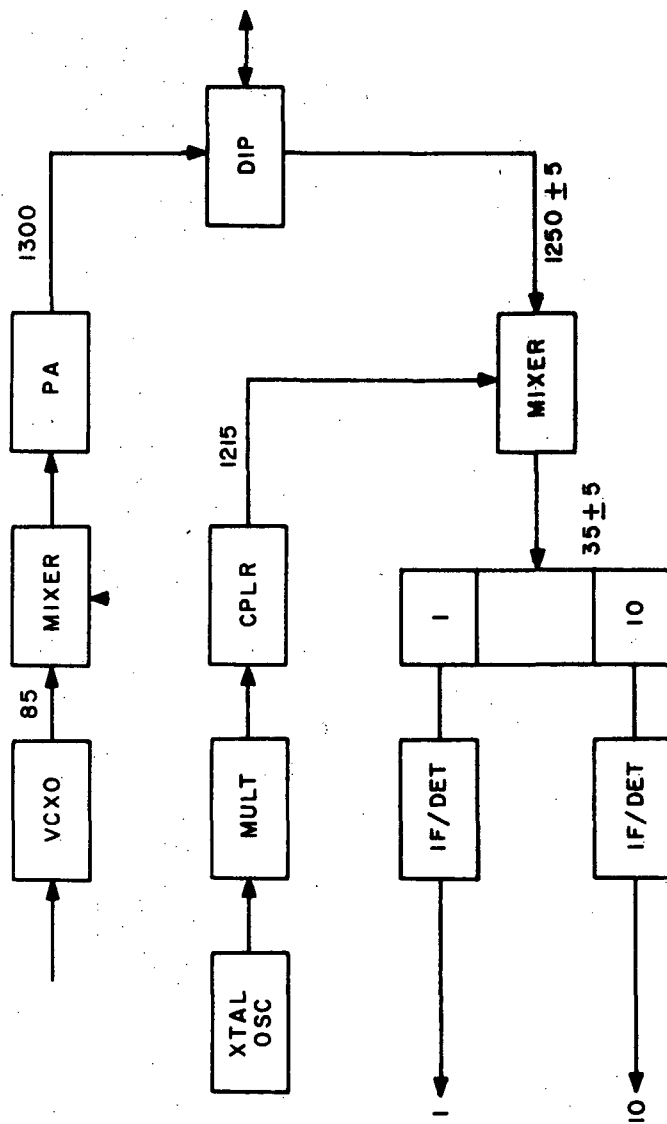 VCXO
85
MIXER
PA
1300
DIP
XTAL
OSC
MULT
CPLR
1215
MIXER
1250 ± 5
35 ± 5
1
10
IF/DET
IF/DET
1
10